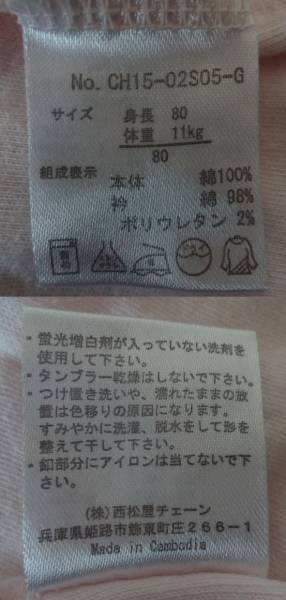 No. CH15-02S05-G
サイズ 身長 80
体重 11kg
80
組成表示
本体 綿100%
衿 綿 98%
ポリウレタン 2%
・蛍光増白剤が入っていない洗剤を
使用して下さい。
・タンブラー乾燥はしないで下さい。
・つけ置き洗いや、濡れたままの放
置は色移りの原因になります。
すみやかに洗濯、脱水をして形を
整えて干して下さい。
・釦部分にアイロンは当てないで下
さい。
(株)西松屋チェーン
兵庫県姫路市飾東町庄266-1
Made in Cambodia